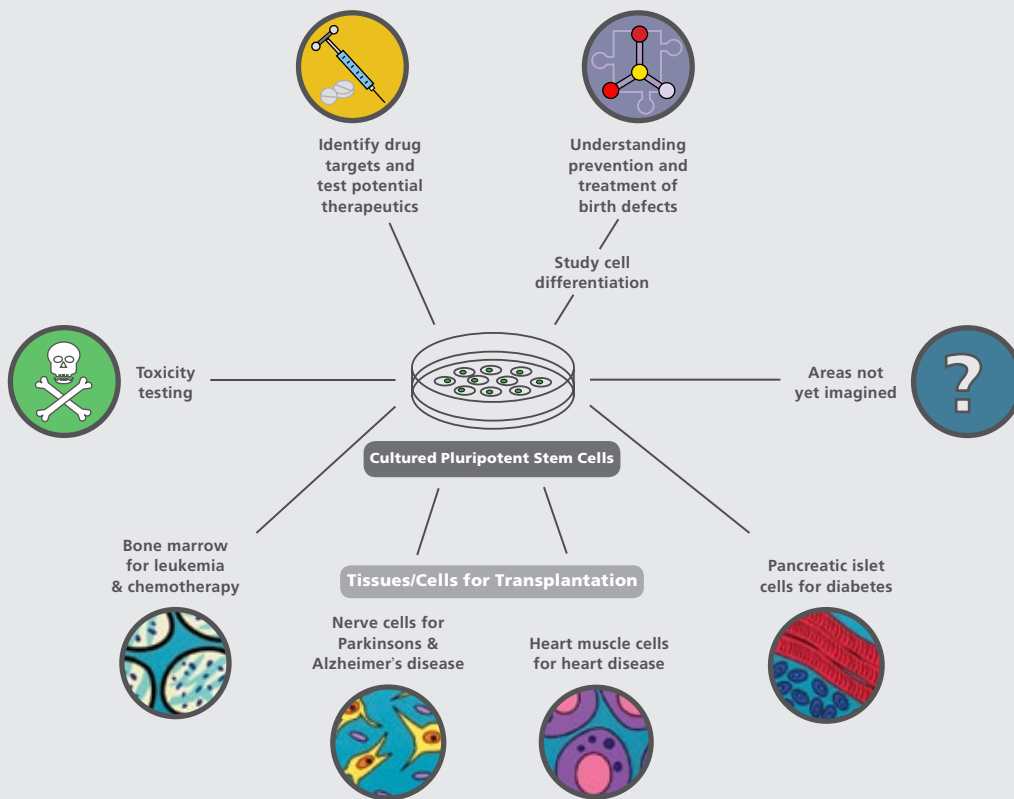 Identify drug
targets and
test potential
therapeutics
Understanding
prevention and
treatment of
birth defects
Study cell
differentiation
Toxicity
testing
Areas not
yet imagined
?
Cultured Pluripotent Stem Cells
Bone marrow
for leukemia
& chemotherapy
Tissues/Cells for Transplantation
Pancreatic islet
cells for diabetes
Nerve cells for
Parkinsons &
Alzheimer's disease
Heart muscle cells
for heart disease